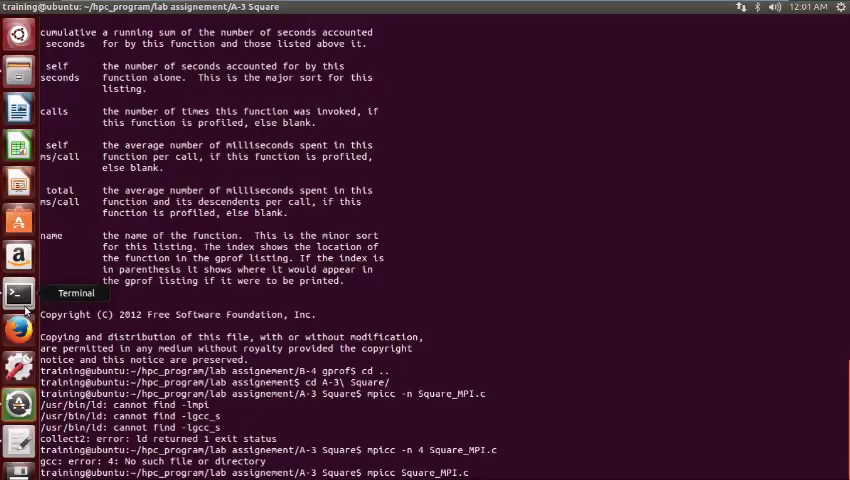 training@ubuntu: ~/hpc_program/lab assignement/A-3 Square
12:01 AM
cumulative a running sum of the number of seconds accounted
seconds for by this function and those listed above it.
self the number of seconds accounted for by this
seconds function alone. This is the major sort for this
listing.
calls the number of times this function was invoked, if
this function is profiled, else blank.
self the average number of milliseconds spent in this
ms/call function per call, if this function is profiled,
else blank.
total the average number of milliseconds spent in this
ms/call function and its descendents per call, if this
function is profiled, else blank.
name the name of the function. This is the minor sort
for this listing. The index shows the location of
the function in the gprof listing. If the index is
in parenthesis it shows where it would appear in
the gprof listing if it were to be printed.
Terminal
Copyright (C) 2012 Free Software Foundation, Inc.
Copying and distribution of this file, with or without modification,
are permitted in any medium without royalty provided the copyright
notice and this notice are preserved.
training@ubuntu:~/hpc_program/lab assignement/B-4 gprof$ cd ..
training@ubuntu:~/hpc_program/lab assignement$ cd A-3\ Square/
training@ubuntu:~/hpc_program/lab assignement/A-3 Square$ mpicc -n Square_MPI.c
/usr/bin/ld: cannot find -lmpi
/usr/bin/ld: cannot find -lgcc_s
/usr/bin/ld: cannot find -lgcc_s
collect2: error: ld returned 1 exit status
training@ubuntu:~/hpc_program/lab assignement/A-3 Square$ mpicc -n 4 Square_MPI.c
gcc: error: 4: No such file or directory
training@ubuntu:~/hpc_program/lab assignement/A-3 Square$ mpicc Square_MPI.c